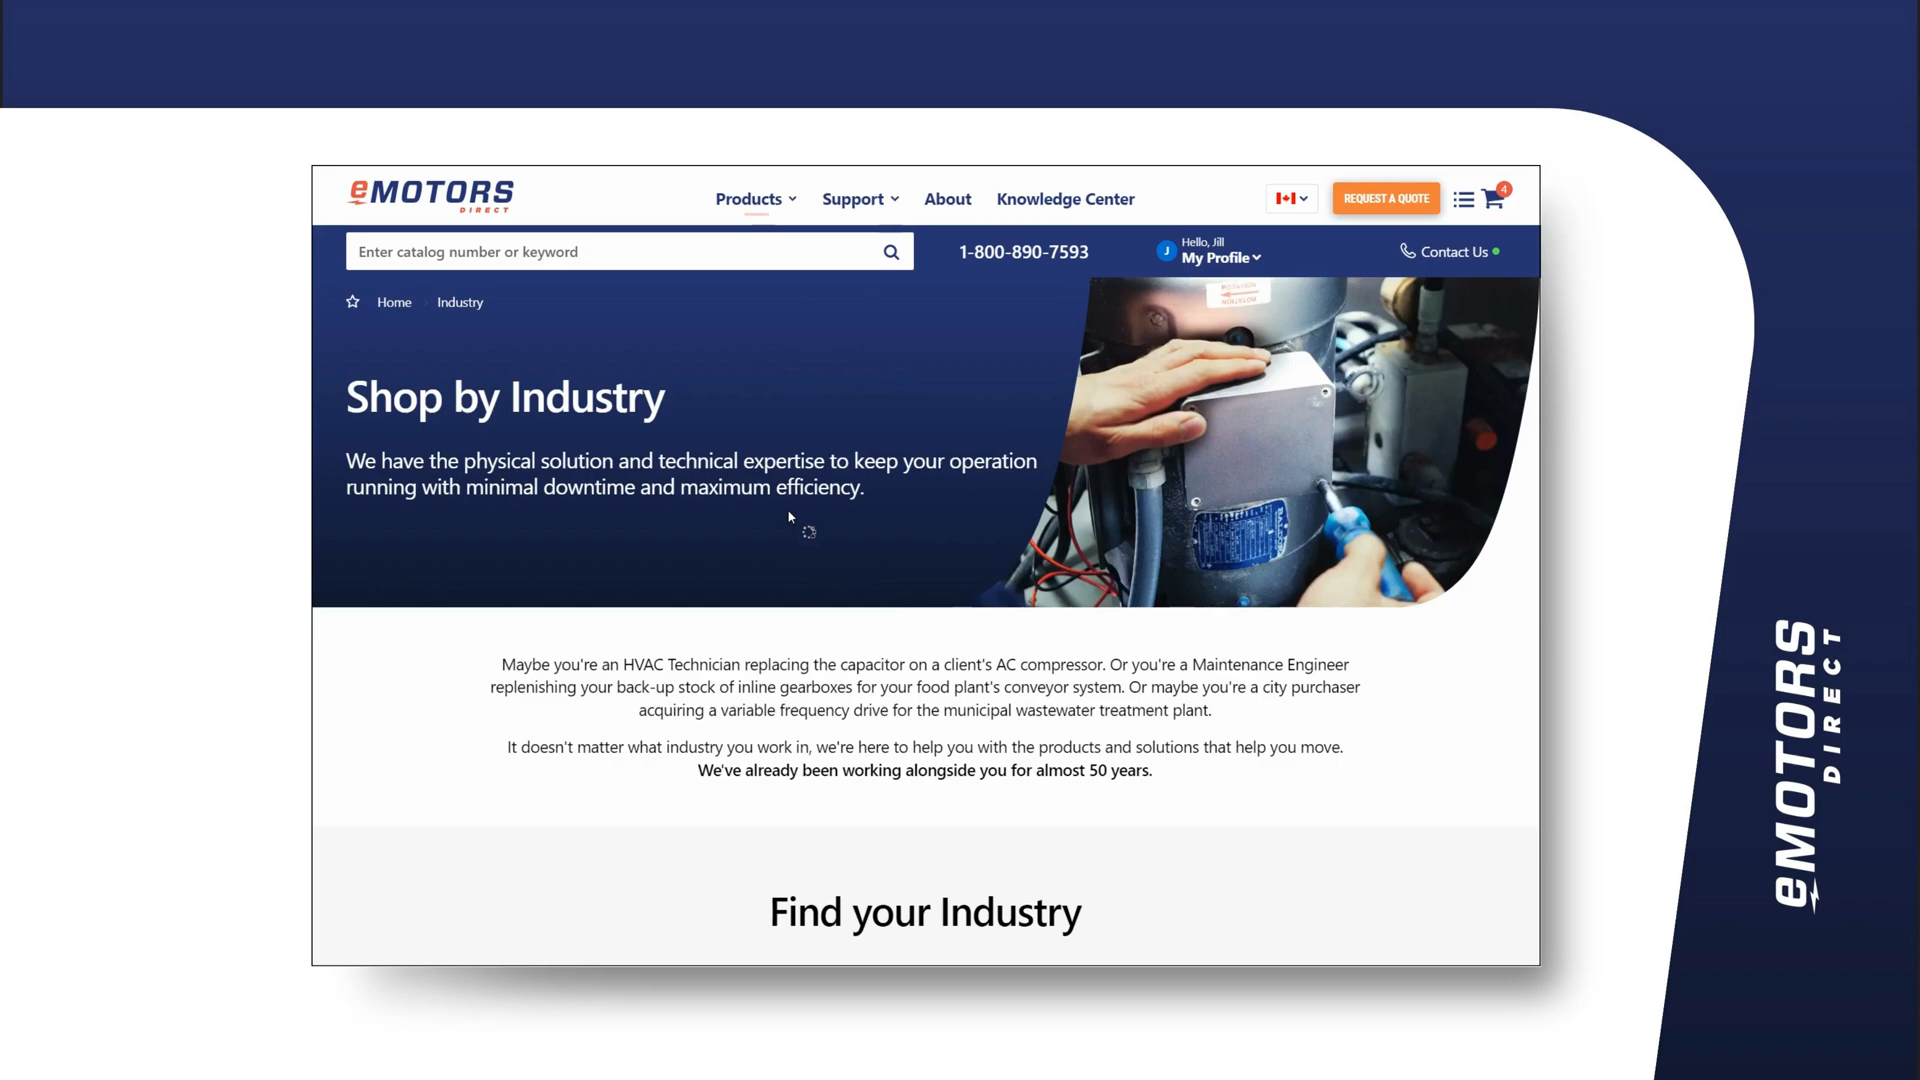 eMOTORS
DIRECT
Products
Support
About
Knowledge Center
REQUEST A QUOTE
4
Enter catalog number or keyword
1-800-890-7593
J
Hello, Jill
My Profile
Contact Us
Home
Industry
Shop by Industry
We have the physical solution and technical expertise to keep your operation
running with minimal downtime and maximum efficiency.
ROTATION
BALDOR
Maybe you're an HVAC Technician replacing the capacitor on a client's AC compressor. Or you're a Maintenance Engineer
replenishing your back-up stock of inline gearboxes for your food plant's conveyor system. Or maybe you're a city purchaser
acquiring a variable frequency drive for the municipal wastewater treatment plant.
It doesn't matter what industry you work in, we're here to help you with the products and solutions that help you move.
We've already been working alongside you for almost 50 years.
Find your Industry
eMOTORS
DIRECT